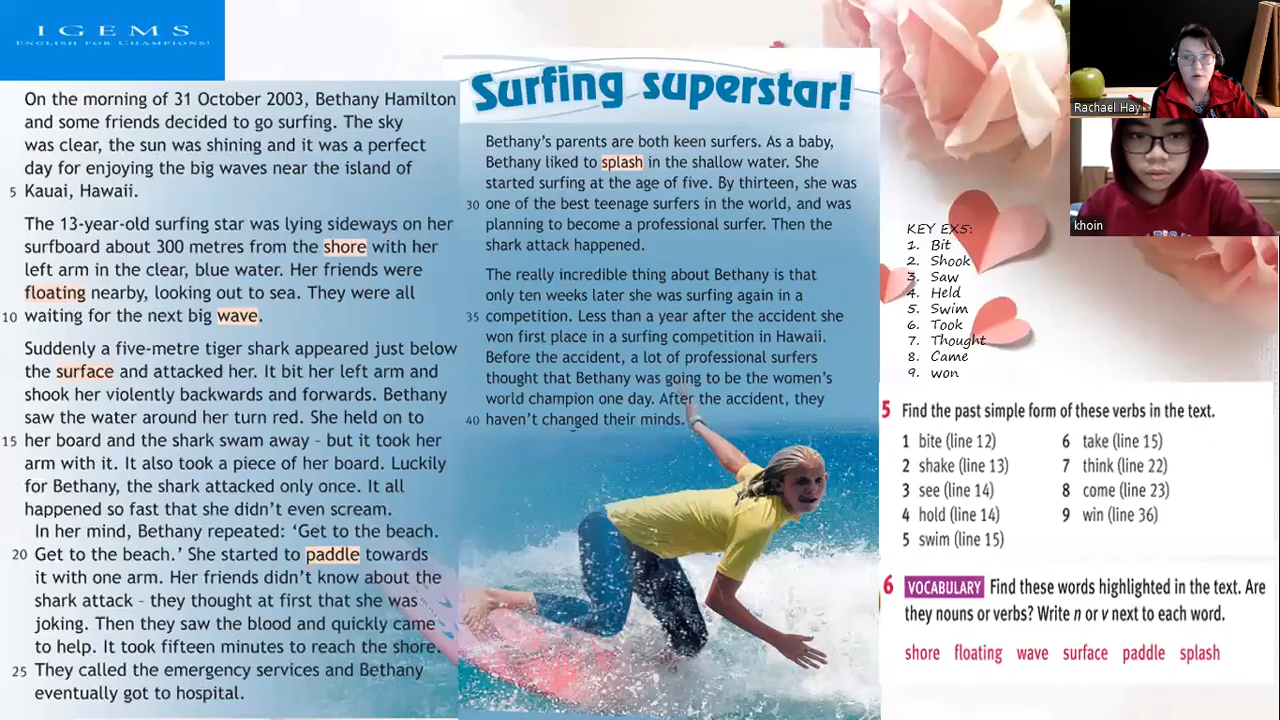 IGEMS
ENGLISH FOR CHAMPIONS!
On the morning of 31 October 2003, Bethany Hamilton
and some friends decided to go surfing. The sky
was clear, the sun was shining and it was a perfect
day for enjoying the big waves near the island of
5 Kauai, Hawaii.
The 13-year-old surfing star was lying sideways on her
surfboard about 300 metres from the shore with her
left arm in the clear, blue water. Her friends were
floating nearby, looking out to sea. They were all
10 waiting for the next big wave.
Suddenly a five-metre tiger shark appeared just below
the surface and attacked her. It bit her left arm and
shook her violently backwards and forwards. Bethany
saw the water around her turn red. She held on to
15 her board and the shark swam away – but it took her
arm with it. It also took a piece of her board. Luckily
for Bethany, the shark attacked only once. It all
happened so fast that she didn't even scream.
In her mind, Bethany repeated: 'Get to the beach.
20 Get to the beach.' She started to paddle towards
it with one arm. Her friends didn't know about the
shark attack – they thought at first that she was
joking. Then they saw the blood and quickly came
to help. It took fifteen minutes to reach the shore.
25 They called the emergency services and Bethany
eventually got to hospital.
Surfing superstar!
Bethany's parents are both keen surfers. As a baby,
Bethany liked to splash in the shallow water. She
started surfing at the age of five. By thirteen, she was
30 one of the best teenage surfers in the world, and was
planning to become a professional surfer. Then the
shark attack happened.
The really incredible thing about Bethany is that
only ten weeks later she was surfing again in a
35 competition. Less than a year after the accident she
won first place in a surfing competition in Hawaii.
Before the accident, a lot of professional surfers
thought that Bethany was going to be the women's
world champion one day. After the accident, they
40 haven't changed their minds.
Rachael Hay
khoin
KEY EX5:
1. Bit
2. Shook
3. Saw
4. Held
5. Swim
6. Took
7. Thought
8. Came
9. won
5 Find the past simple form of these verbs in the text.
1 bite (line 12)
2 shake (line 13)
3 see (line 14)
4 hold (line 14)
5 swim (line 15)
6 take (line 15)
7 think (line 22)
8 come (line 23)
9 win (line 36)
6 VOCABULARY Find these words highlighted in the text. Are
they nouns or verbs? Write n or v next to each word.
shore floating wave surface paddle splash